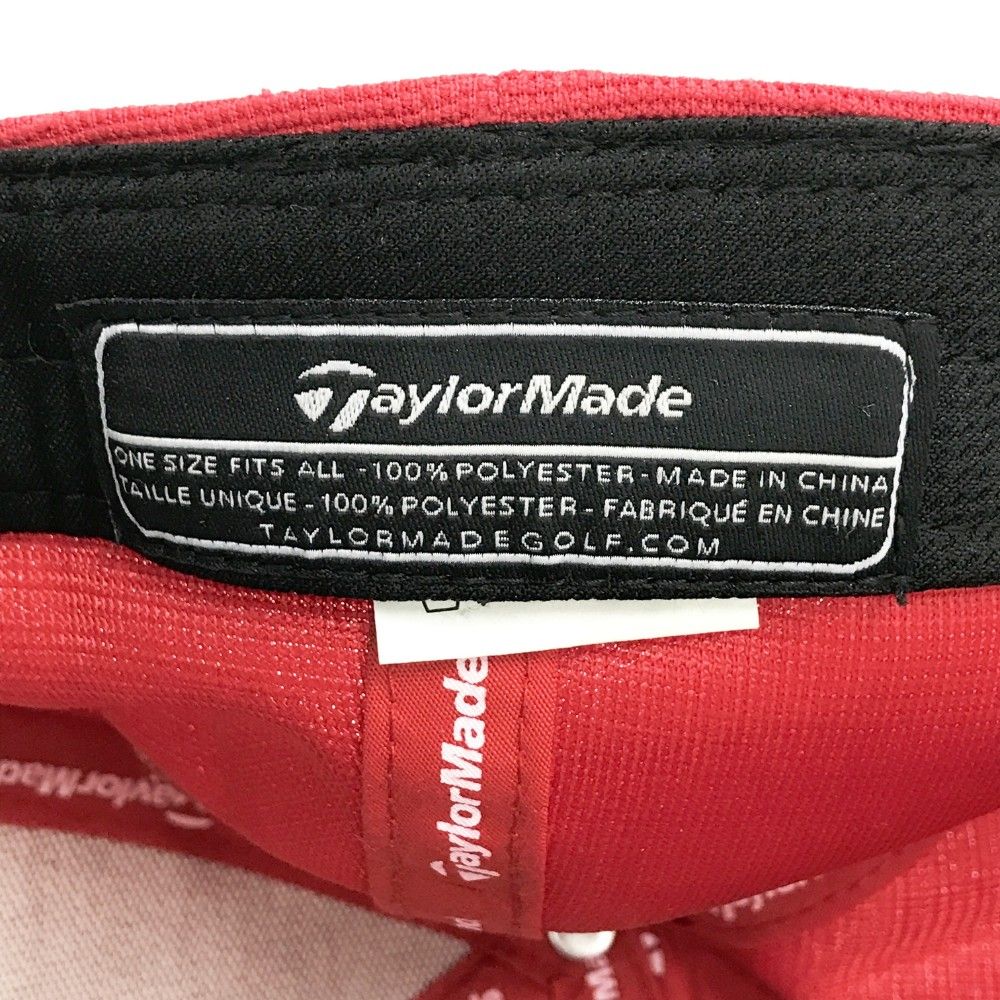 TaylorMade
ONE SIZE FITS ALL - 100% POLYESTER - MADE IN CHINA
TAILLE UNIQUE - 100% POLYESTER - FABRIQUÉ EN CHINE
TAYLORMADEGOLF.COM
TaylorMade
TaylorMade